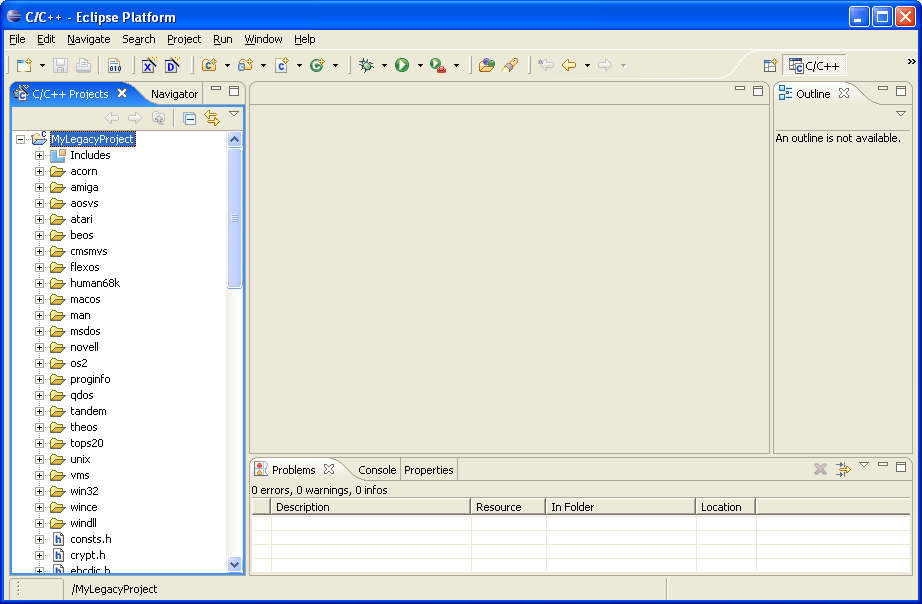 C/C++ - Eclipse Platform
File Edit Navigate Search Project Run Window Help
010 C/C++ »
C/C++ Projects Navigator
Outline
An outline is not available.
MyLegacyProject
Includes
acorn
amiga
aosvs
atari
beos
cmsmvs
flexos
human68k
macos
man
msdos
novell
os2
proginfo
qdos
tandem
theos
tops20
unix
vms
win32
wince
windll
consts.h
crypt.h
ebcdic.h
Problems Console Properties
0 errors, 0 warnings, 0 infos
Description Resource In Folder Location
/MyLegacyProject